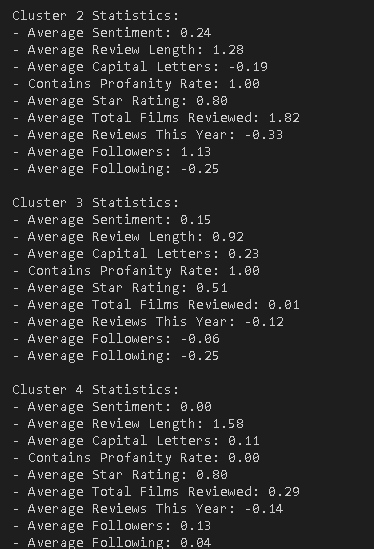 Cluster 2 Statistics:
- Average Sentiment: 0.24
- Average Review Length: 1.28
- Average Capital Letters: -0.19
- Contains Profanity Rate: 1.00
- Average Star Rating: 0.80
- Average Total Films Reviewed: 1.82
- Average Reviews This Year: -0.33
- Average Followers: 1.13
- Average Following: -0.25
Cluster 3 Statistics:
- Average Sentiment: 0.15
- Average Review Length: 0.92
- Average Capital Letters: 0.23
- Contains Profanity Rate: 1.00
- Average Star Rating: 0.51
- Average Total Films Reviewed: 0.01
- Average Reviews This Year: -0.12
- Average Followers: -0.06
- Average Following: -0.25
Cluster 4 Statistics:
- Average Sentiment: 0.00
- Average Review Length: 1.58
- Average Capital Letters: 0.11
- Contains Profanity Rate: 0.00
- Average Star Rating: 0.80
- Average Total Films Reviewed: 0.29
- Average Reviews This Year: -0.14
- Average Followers: 0.13
- Average Following: 0.04